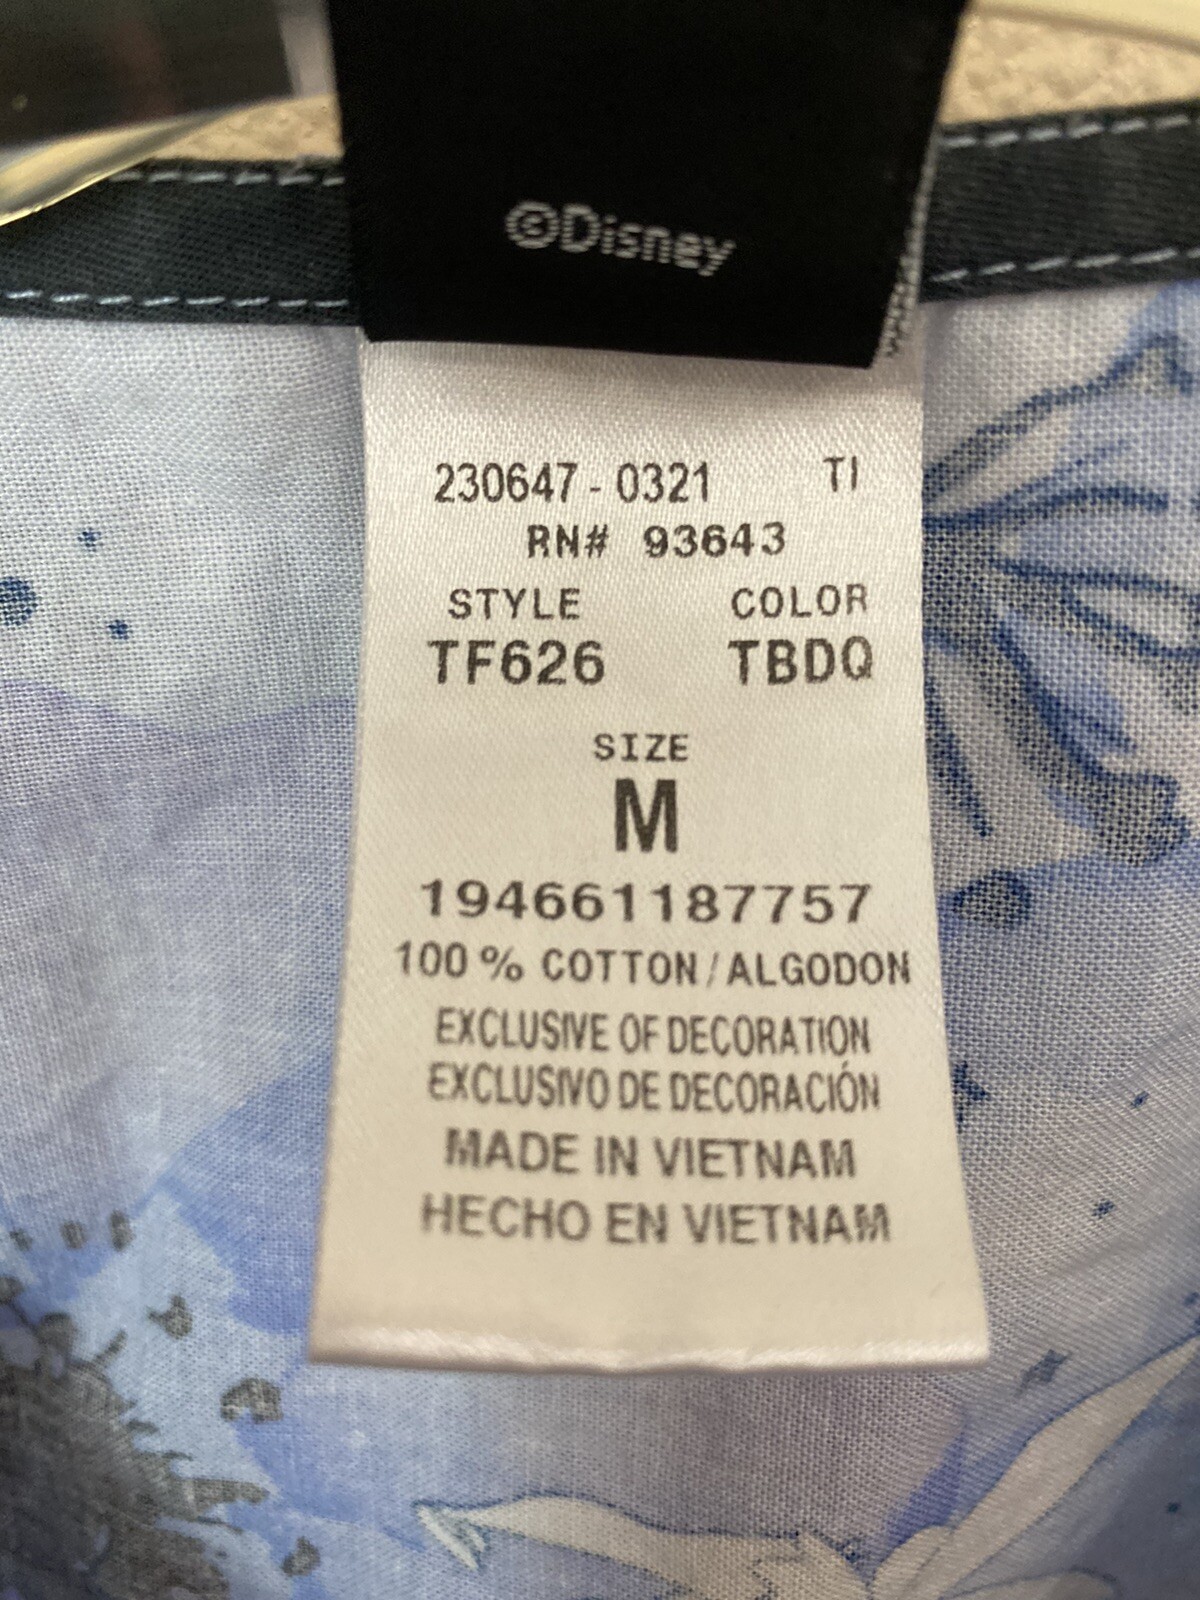 ©Disney
230647-0321 TI
RN# 93643
STYLE COLOR
TF626 TBDQ
SIZE
M
194661187757
100% COTTON/ALGODON
EXCLUSIVE OF DECORATION
EXCLUSIVO DE DECORACIÓN
MADE IN VIETNAM
HECHO EN VIETNAM